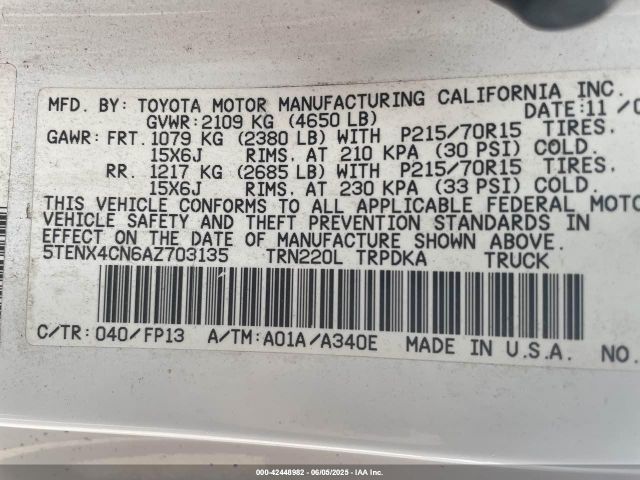 MFD. BY: TOYOTA MOTOR MANUFACTURING CALIFORNIA INC.
GVWR: 2109 KG (4650 LB) DATE: 11/0
GAWR: FRT. 1079 KG (2380 LB) WITH P215/70R15 TIRES.
15X6J RIMS. AT 210 KPA (30 PSI) COLD.
RR. 1217 KG (2685 LB) WITH P215/70R15 TIRES.
15X6J RIMS. AT 230 KPA (33 PSI) COLD.
THIS VEHICLE CONFORMS TO ALL APPLICABLE FEDERAL MOTO
VEHICLE SAFETY AND THEFT PREVENTION STANDARDS IN
EFFECT ON THE DATE OF MANUFACTURE SHOWN ABOVE.
5TENX4CN6AZ703135 TRN220L TRPDKA TRUCK
C/TR: 040/FP13 A/TM: A01A/A340E MADE IN U.S.A. NO.
000-42448982 - 06/05/2025 - IAA Inc.